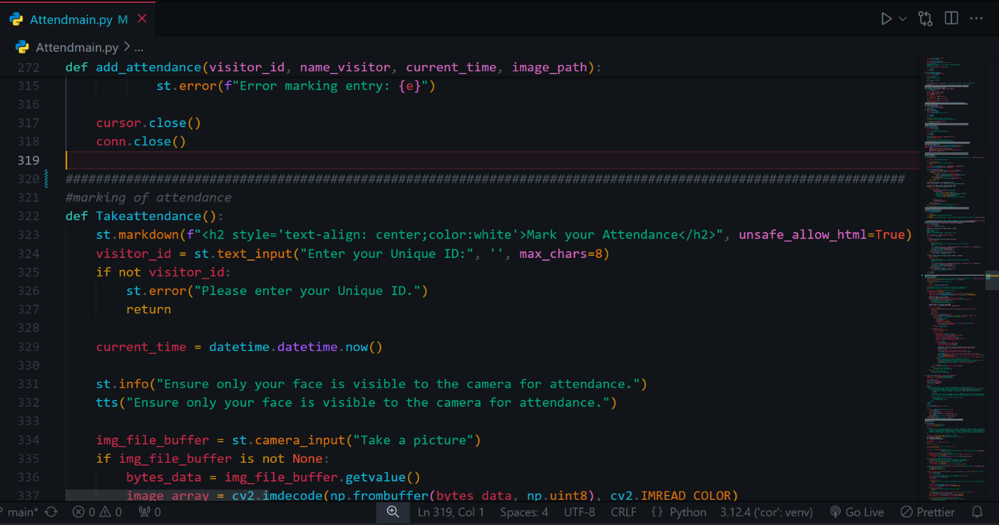 Attendmain.py M
Attendmain.py > ...
272 def add_attendance(visitor_id, name_visitor, current_time, image_path):
315 st.error(f"Error marking entry: {e}")
316
317 cursor.close()
318 conn.close()
319
320 ###############################################################################################################
321 #marking of attendance
322 def Takeattendance():
323 st.markdown(f"<h2 style='text-align: center;color:white'>Mark your Attendance</h2>", unsafe_allow_html=True)
324 visitor_id = st.text_input("Enter your Unique ID:", '', max_chars=8)
325 if not visitor_id:
326 st.error("Please enter your Unique ID.")
327 return
328
329 current_time = datetime.datetime.now()
330
331 st.info("Ensure only your face is visible to the camera for attendance.")
332 tts("Ensure only your face is visible to the camera for attendance.")
333
334 img_file_buffer = st.camera_input("Take a picture")
335 if img_file_buffer is not None:
336 bytes_data = img_file_buffer.getvalue()
337 image_array = cv2.imdecode(np.frombuffer(bytes_data, np.uint8), cv2.IMREAD_COLOR)
main* 0 0 0 Ln 319, Col 1 Spaces: 4 UTF-8 CRLF {} Python 3.12.4 ('cor': venv) Go Live Prettier